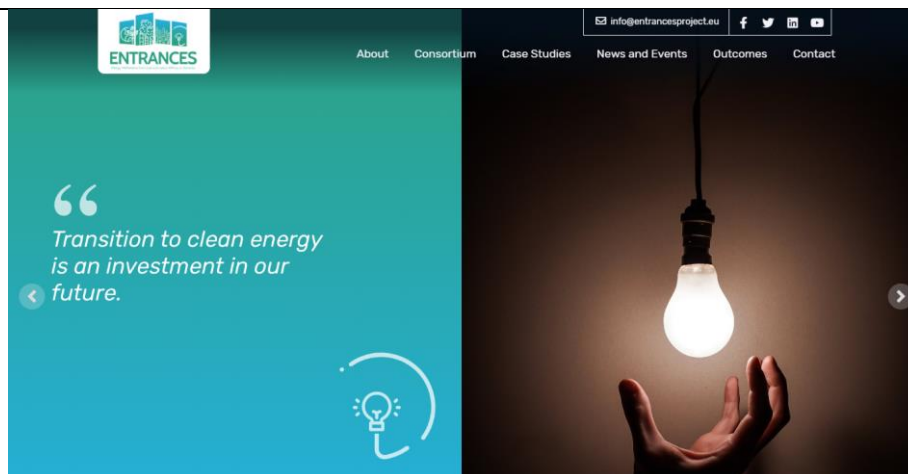 info@entrancesproject.eu
ENTRANCES
About Consortium Case Studies News and Events Outcomes Contact
“
Transition to clean energy
is an investment in our
future.